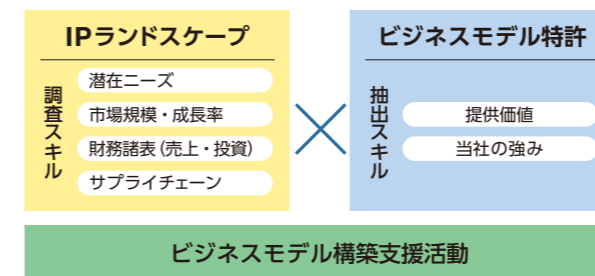 IPランドスケープ
調査スキル
潜在ニーズ
市場規模・成長率
財務諸表(売上・投資)
サプライチェーン
ビジネスモデル特許
抽出スキル
提供価値
当社の強み
ビジネスモデル構築支援活動